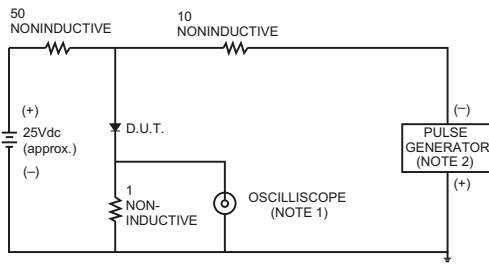 50
NONINDUCTIVE
10
NONINDUCTIVE
(+)
25Vdc
(approx.)
(–)
D.U.T.
1
NON-
INDUCTIVE
OSCILLISCOPE
(NOTE 1)
(–)
PULSE
GENERATOR
(NOTE 2)
(+)